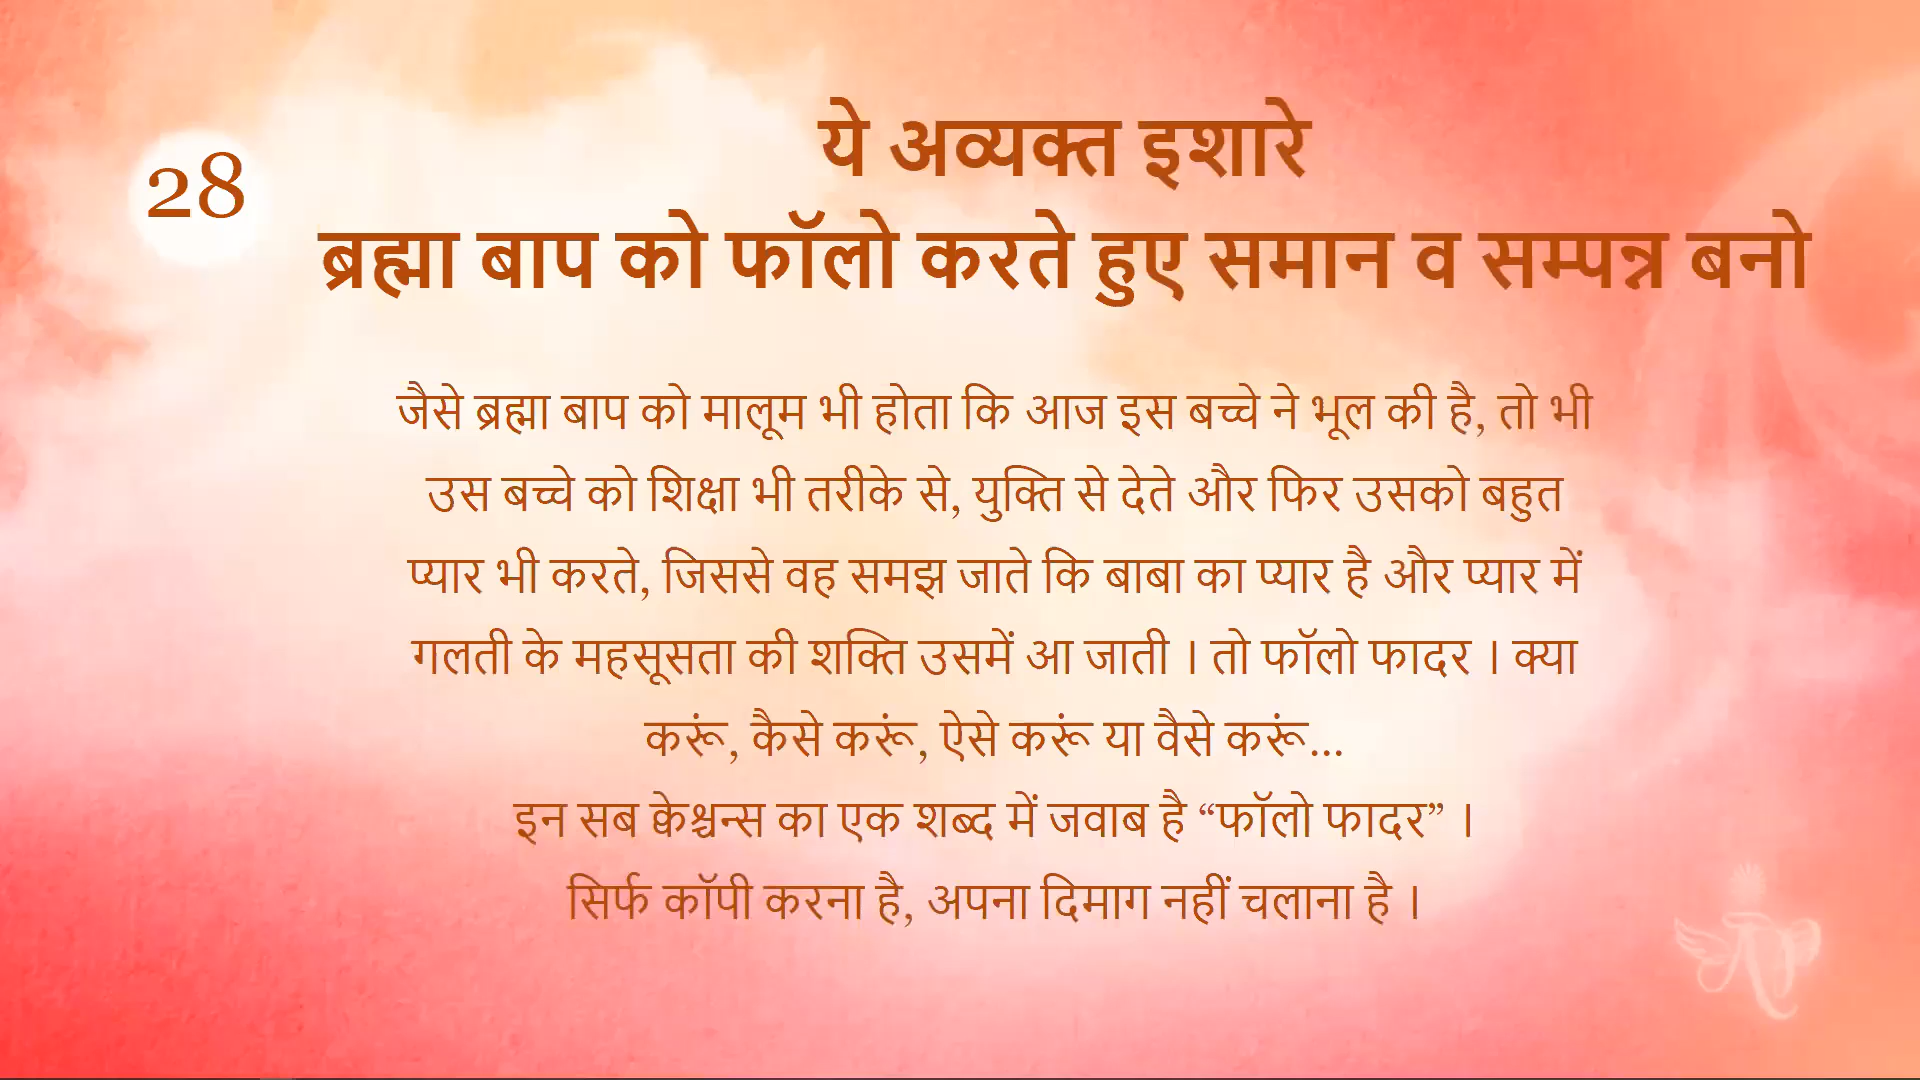 28
ये अव्यक्त इशारे
ब्रह्मा बाप को फॉलो करते हुए समान व सम्पन्न बनो
जैसे ब्रह्मा बाप को मालूम भी होता कि आज इस बच्चे ने भूल की है, तो भी
उस बच्चे को शिक्षा भी तरीके से, युक्ति से देते और फिर उसको बहुत
प्यार भी करते, जिससे वह समझ जाते कि बाबा का प्यार है और प्यार में
गलती के महसूसता की शक्ति उसमें आ जाती । तो फॉलो फादर । क्या
करूं, कैसे करूं, ऐसे करूं या वैसे करूं...
इन सब क्वेश्चन्स का एक शब्द में जवाब है “फॉलो फादर” ।
सिर्फ कॉपी करना है, अपना दिमाग नहीं चलाना है ।